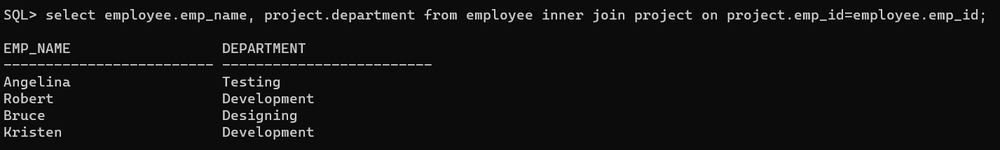 SQL> select employee.emp_name, project.department from employee inner join project on project.emp_id=employee.emp_id;
EMP_NAME                  DEPARTMENT
------------------------- -------------------------
Angelina                  Testing
Robert                    Development
Bruce                     Designing
Kristen                   Development